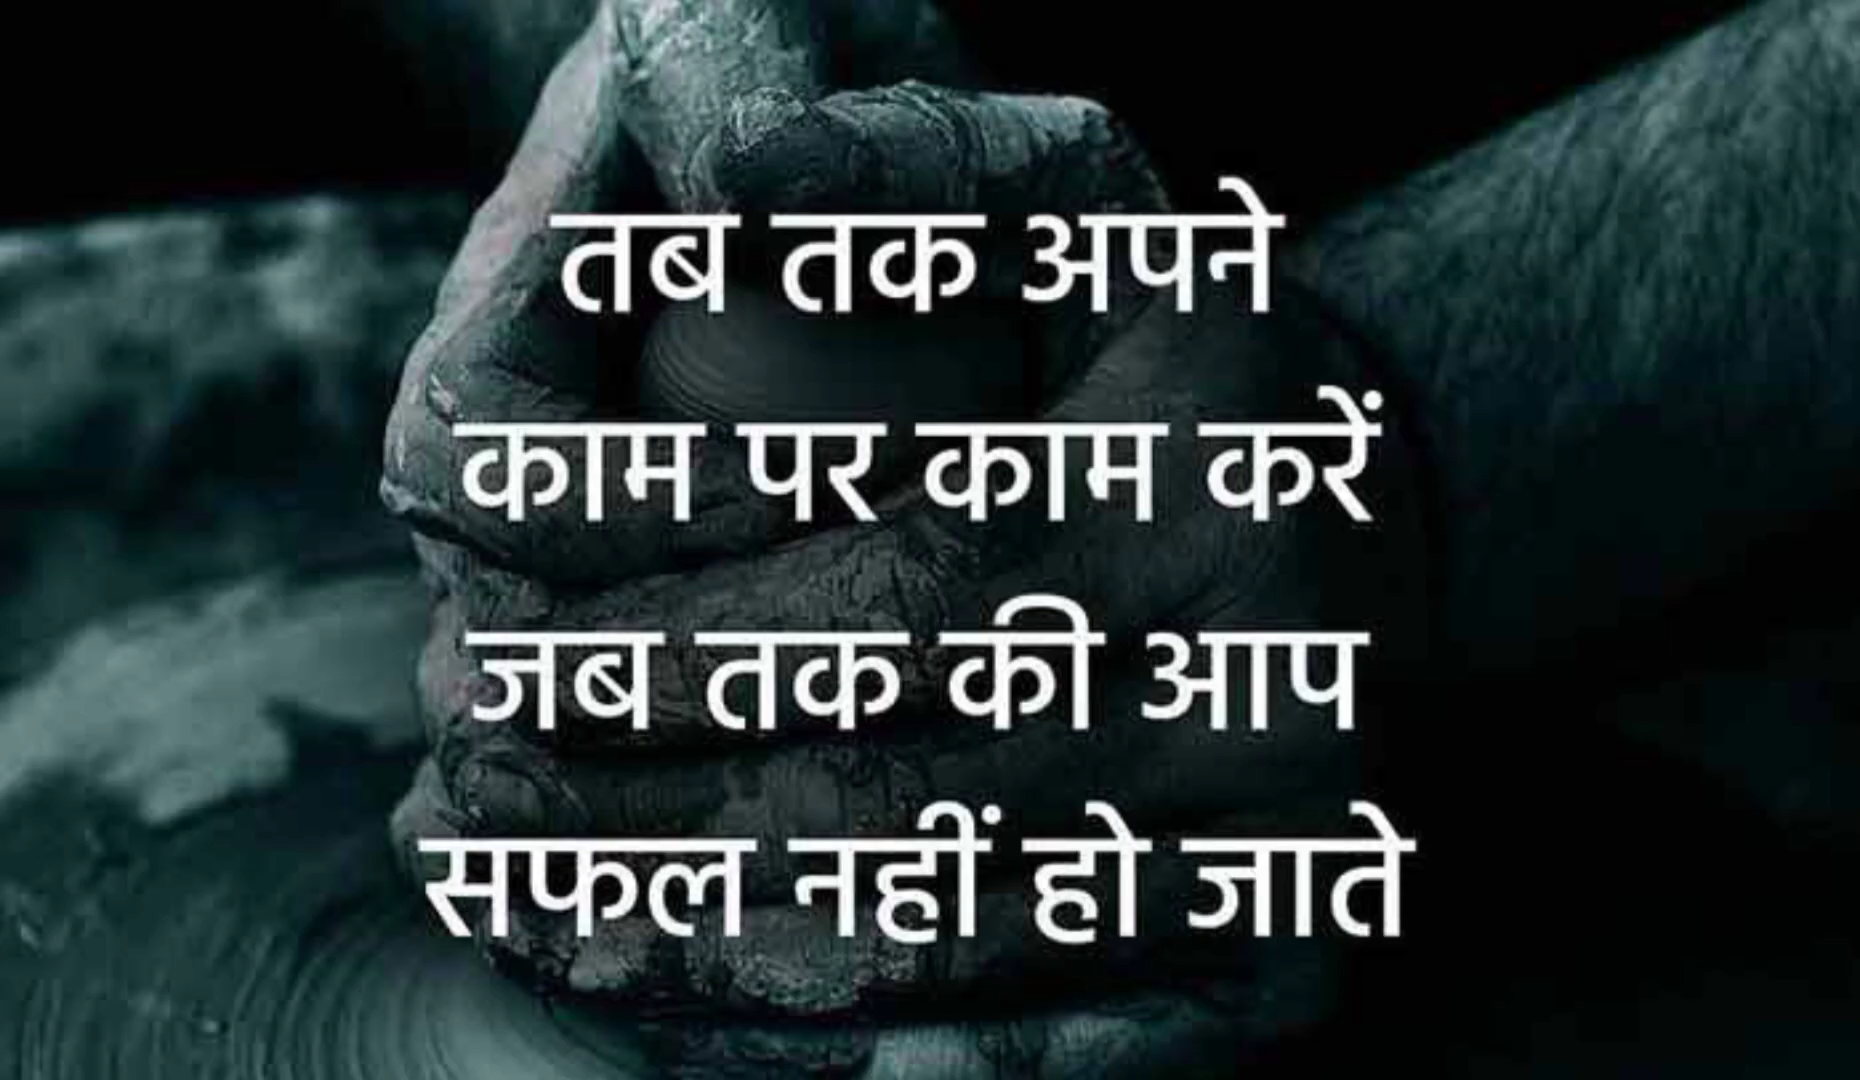 तब तक अपने
काम पर काम करें
जब तक की आप
सफल नहीं हो जाते